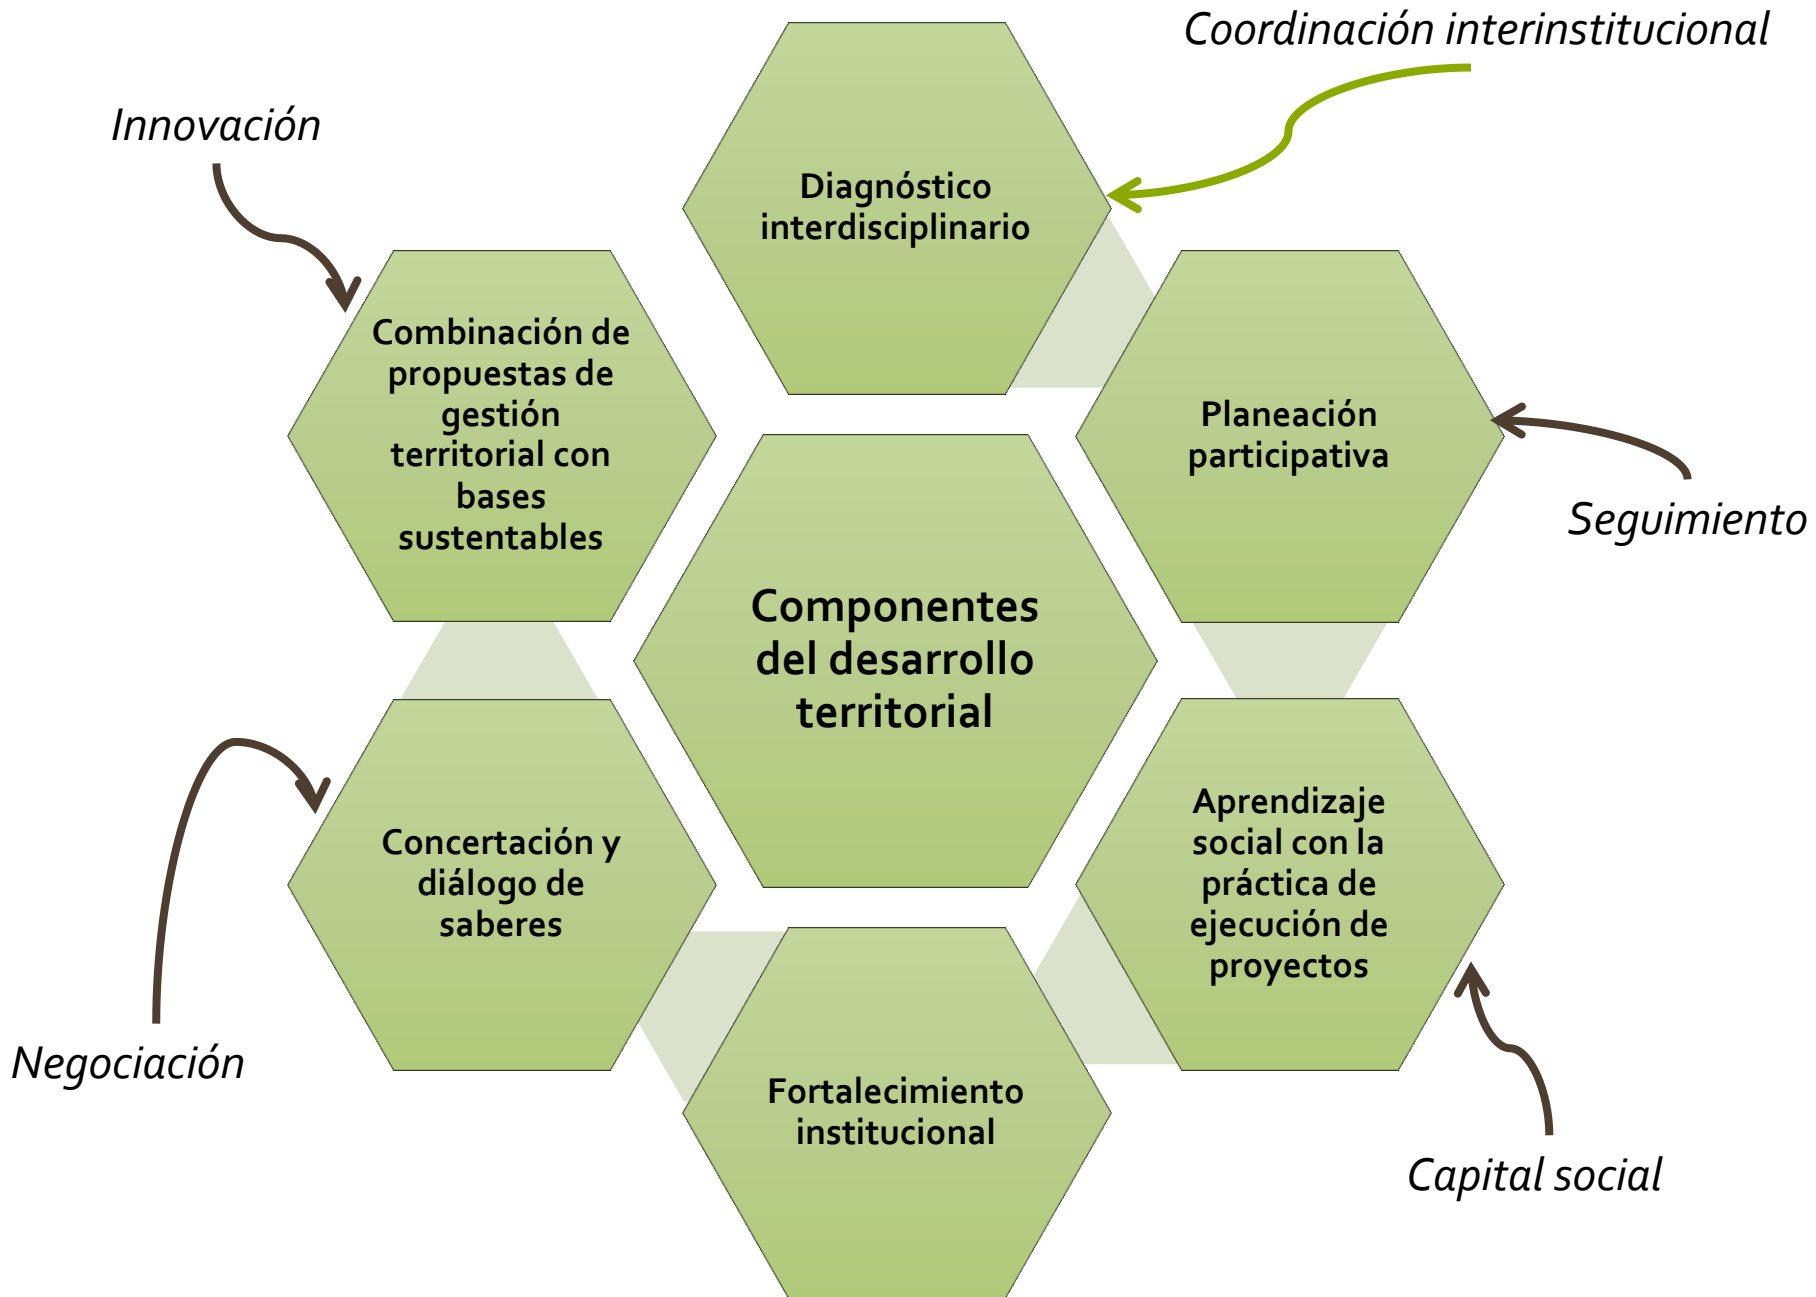 Coordinación interinstitucional
Innovación
Diagnóstico
interdisciplinario
Combinación de
propuestas de
gestión
territorial con
bases
sustentables
Planeación
participativa
Seguimiento
Componentes
del desarrollo
territorial
Concertación y
diálogo de
saberes
Aprendizaje
social con la
práctica de
ejecución de
proyectos
Negociación
Fortalecimiento
institucional
Capital social